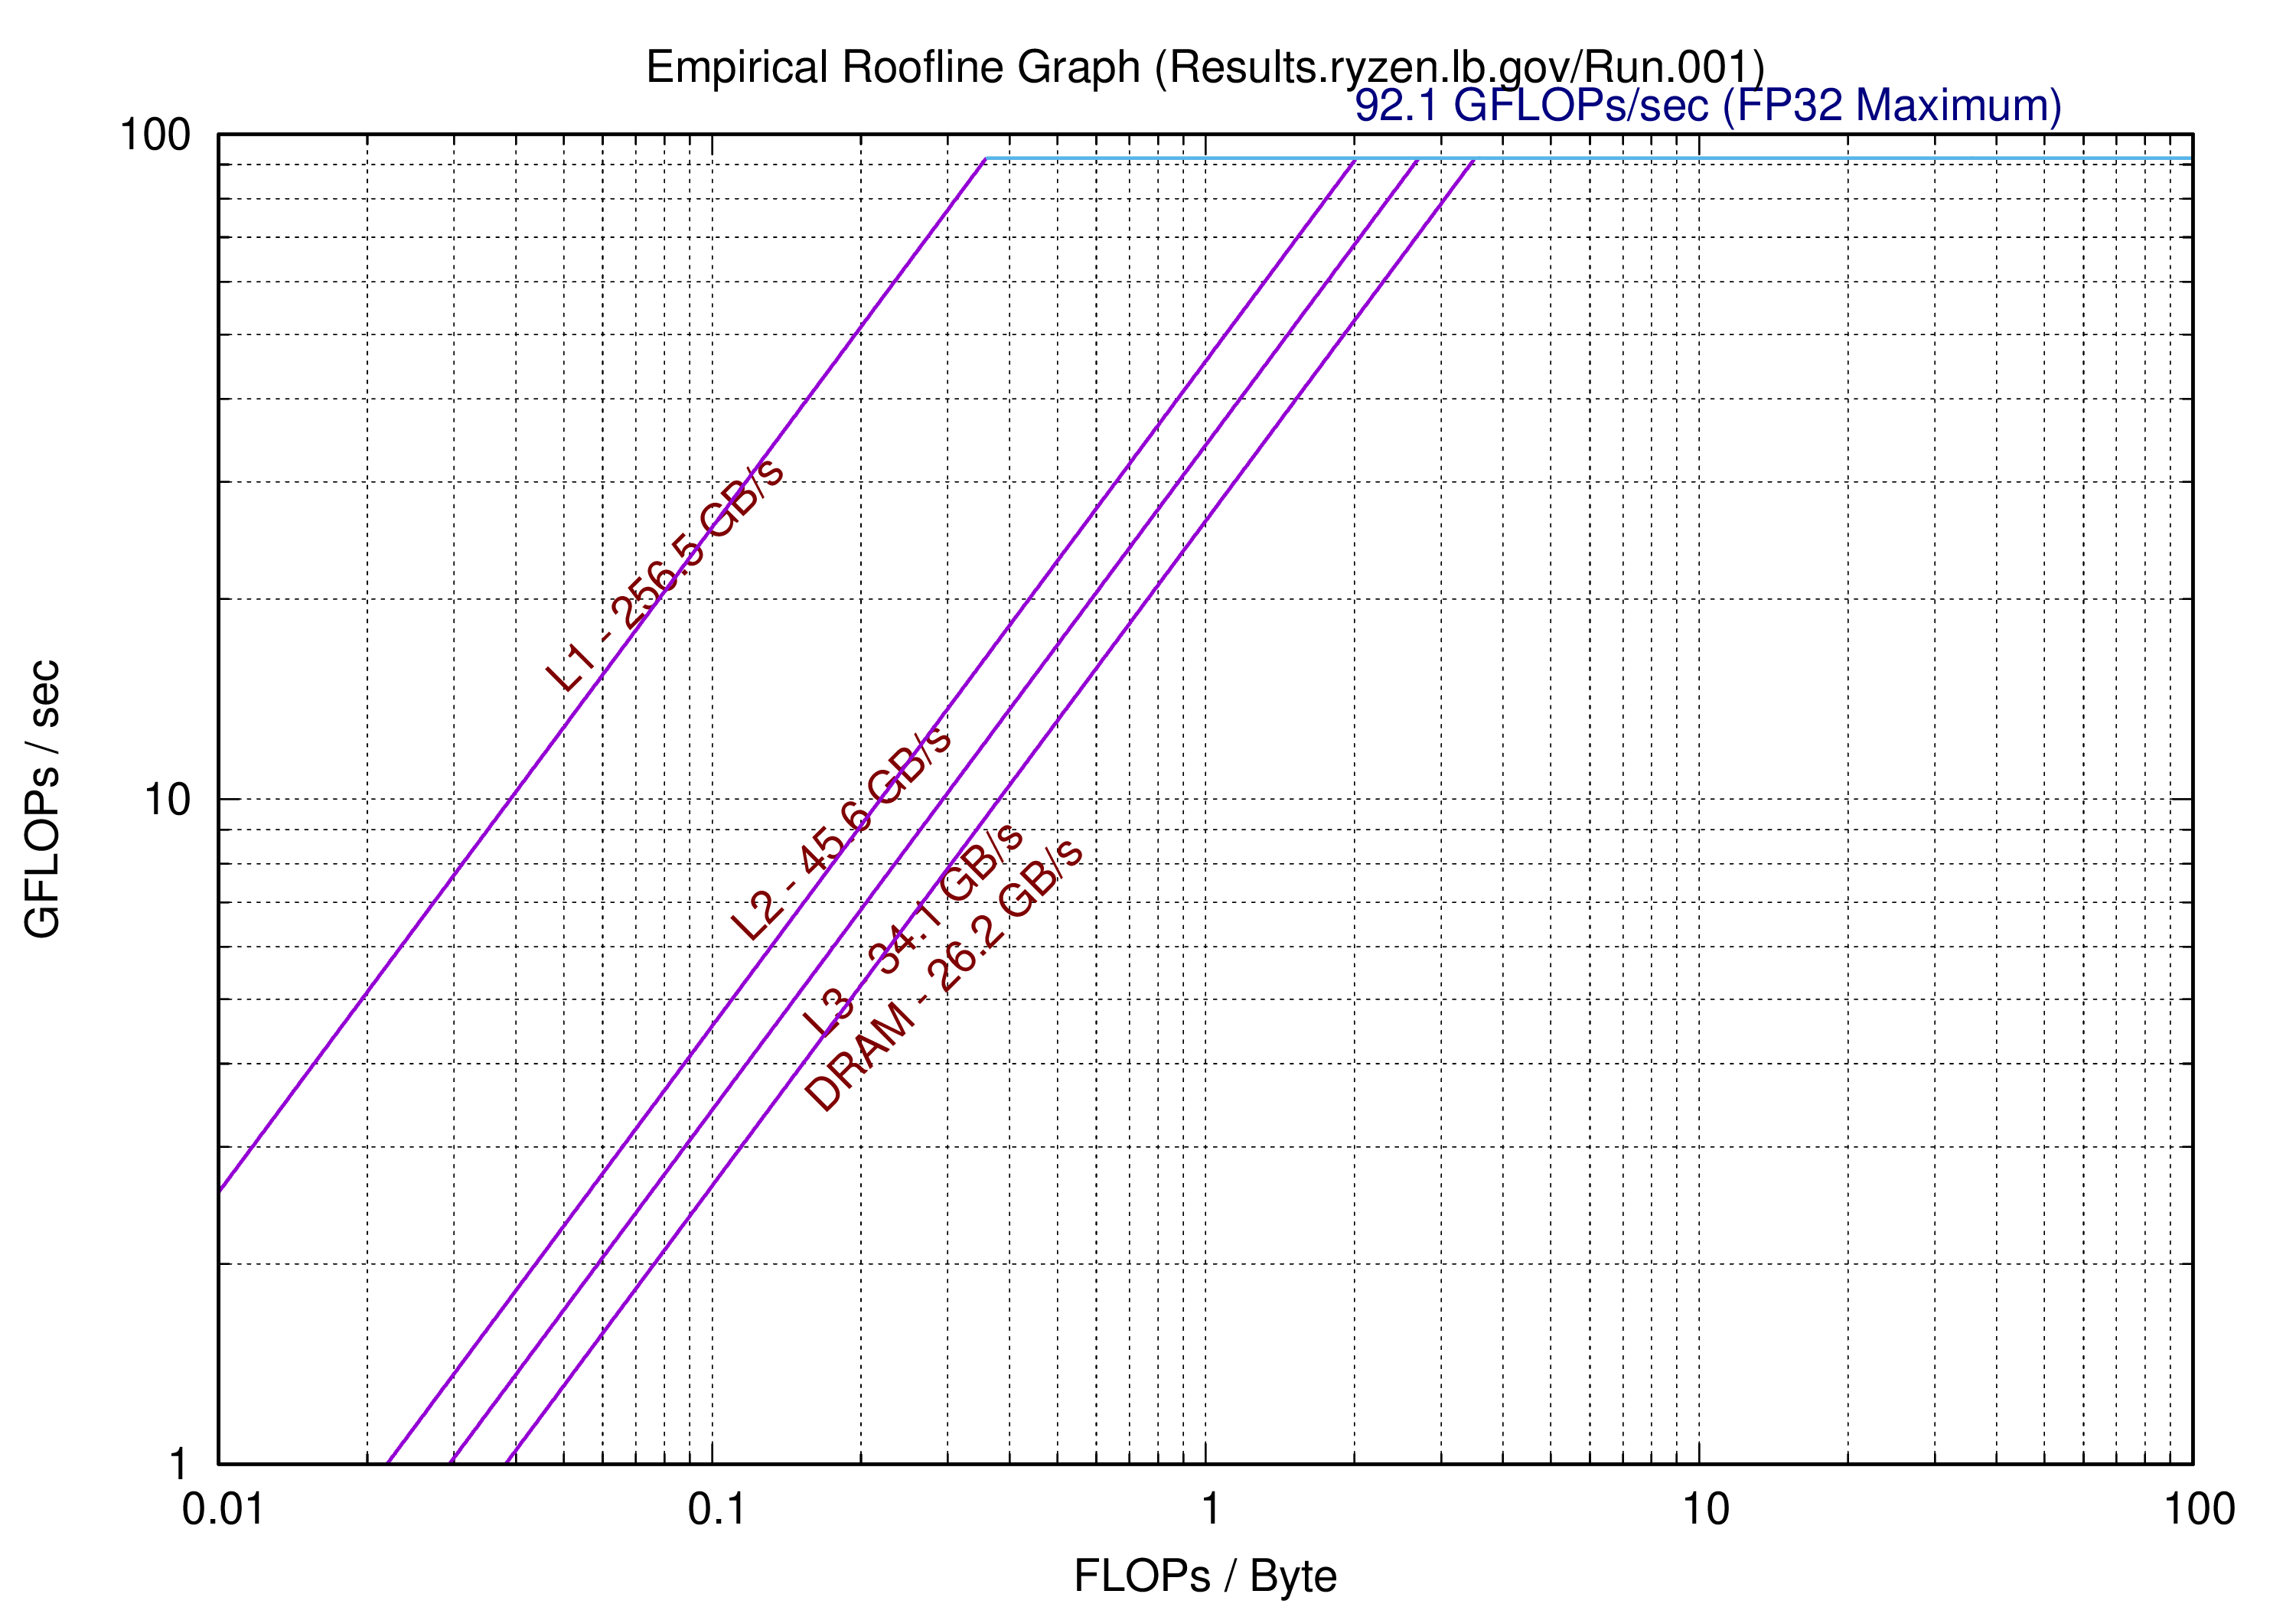 Empirical Roofline Graph (Results.ryzen.lb.gov/Run.001)
92.1 GFLOPs/sec (FP32 Maximum)
100
10
1
GFLOPs / sec
L1 - 256.5 GB/s
L2 - 45.6 GB/s
L3 - 34.1 GB/s
DRAM - 26.2 GB/s
0.01
0.1
1
10
100
FLOPs / Byte